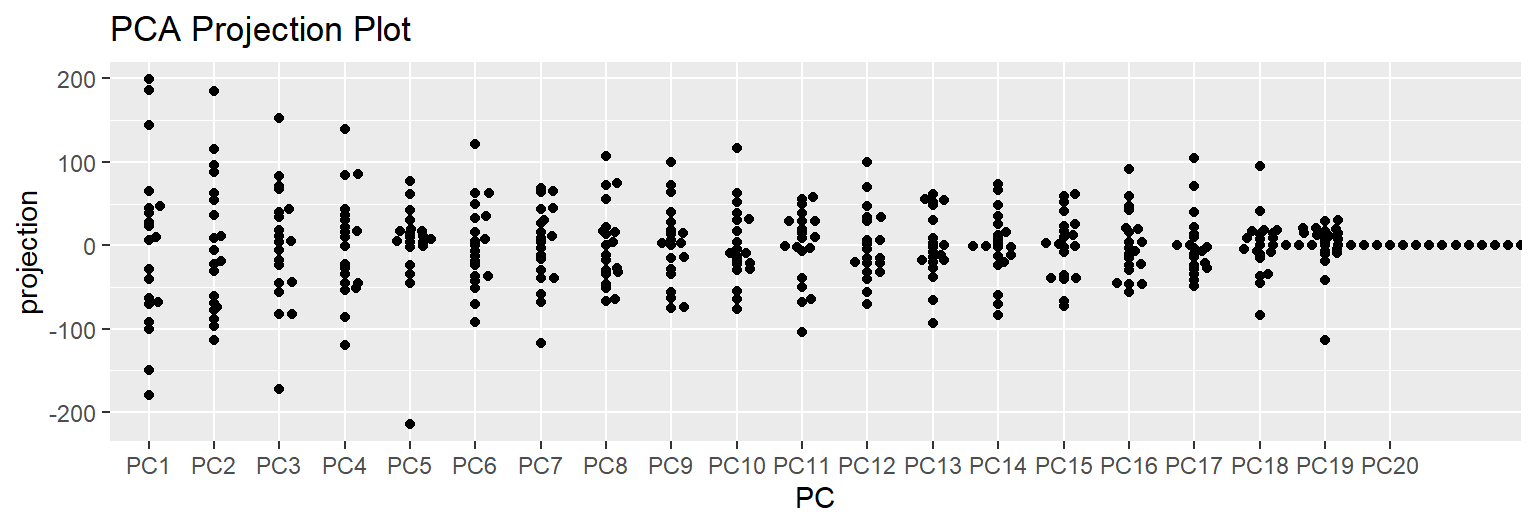 PCA Projection Plot
projection
200
100
0
-100
-200
PC1 PC2 PC3 PC4 PC5 PC6 PC7 PC8 PC9 PC10 PC11 PC12 PC13 PC14 PC15 PC16 PC17 PC18 PC19 PC20
PC